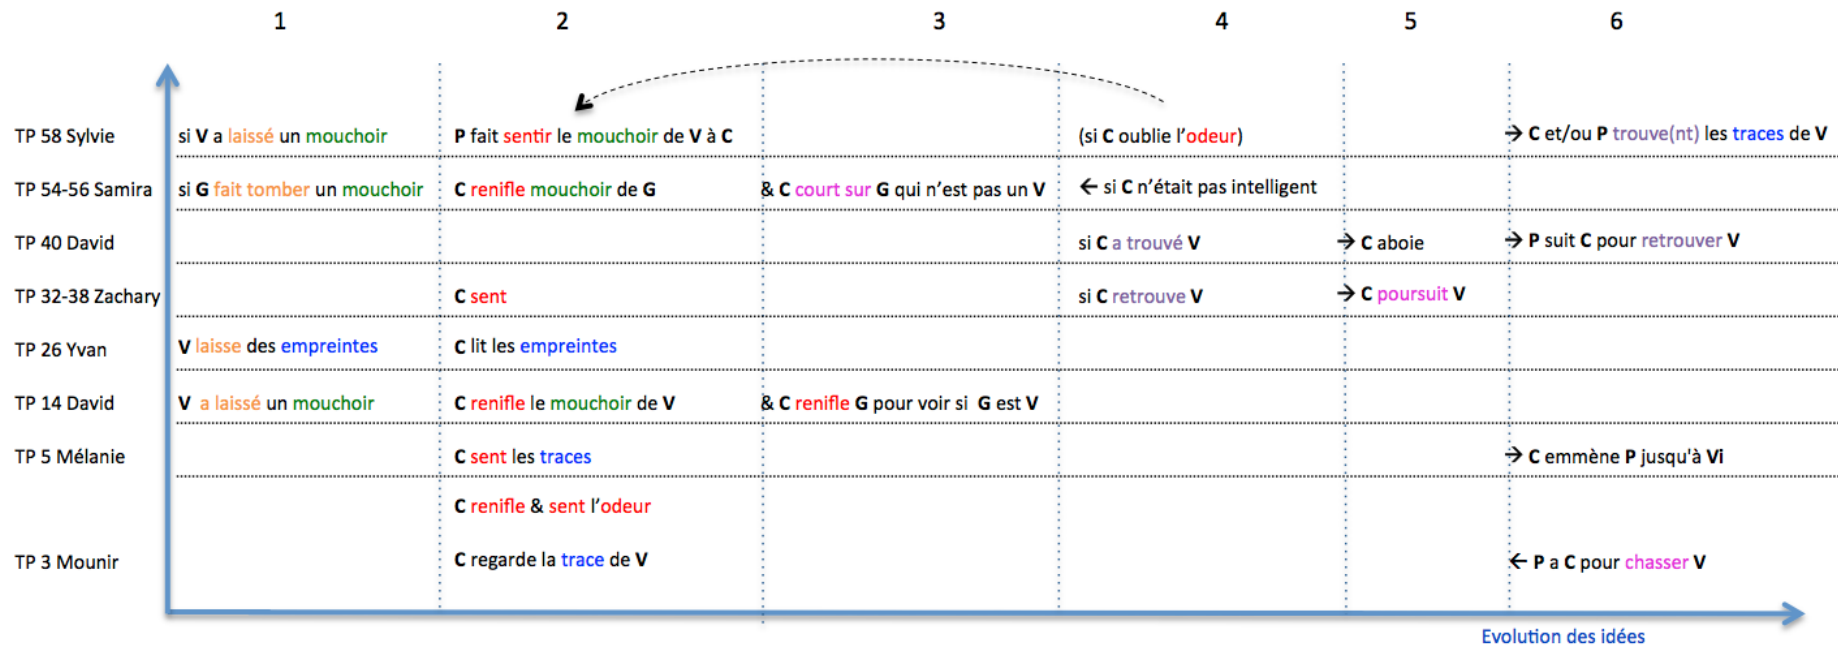 1 2 3 4 5 6
TP 58 Sylvie si V a laissé un mouchoir P fait sentir le mouchoir de V à C (si C oublie l'odeur) → C et/ou P trouve(nt) les traces de V
TP 54-56 Samira si G fait tomber un mouchoir C renifle mouchoir de G & C court sur G qui n'est pas un V ← si C n'était pas intelligent
TP 40 David si C a trouvé V → C aboie → P suit C pour retrouver V
TP 32-38 Zachary C sent si C retrouve V → C poursuit V
TP 26 Yvan V laisse des empreintes C lit les empreintes
TP 14 David V a laissé un mouchoir C renifle le mouchoir de V & C renifle G pour voir si G est V
TP 5 Mélanie C sent les traces → C emmène P jusqu'à Vi
C renifle & sent l'odeur
TP 3 Mounir C regarde la trace de V ← P a C pour chasser V
Evolution des idées